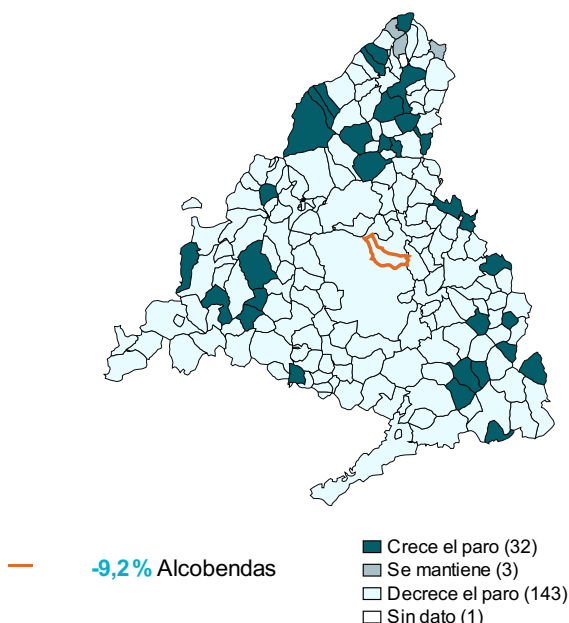 -9,2% Alcobendas
Crece el paro (32)
Se mantiene (3)
Decrece el paro (143)
Sin dato (1)